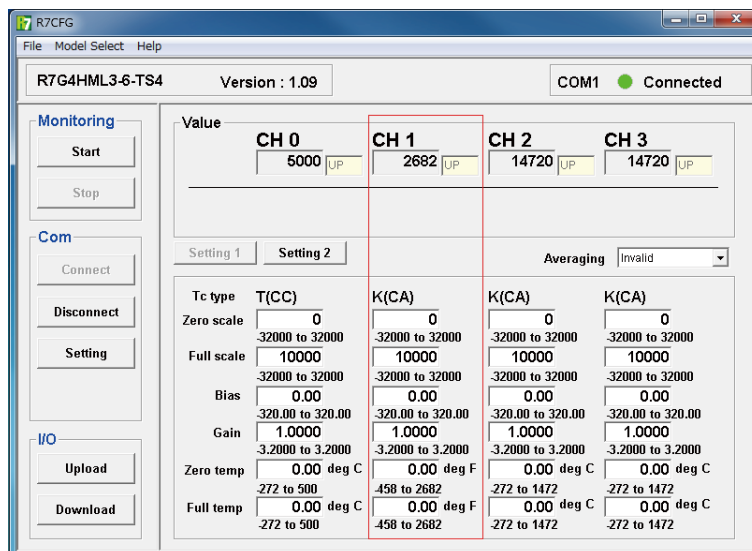 R7CFG
File Model Select Help
R7G4HML3-6-TS4 Version : 1.09 COM1 Connected
Monitoring
Start
Stop
Com
Connect
Disconnect
Setting
I/O
Upload
Download
Value
CH 0 CH 1 CH 2 CH 3
5000 UP 2682 UP 14720 UP 14720 UP
Setting 1 Setting 2 Averaging Invalid
Tc type T(CC) K(CA) K(CA) K(CA)
Zero scale 0 0 0 0
-32000 to 32000 -32000 to 32000 -32000 to 32000 -32000 to 32000
Full scale 10000 10000 10000 10000
-32000 to 32000 -32000 to 32000 -32000 to 32000 -32000 to 32000
Bias 0.00 0.00 0.00 0.00
-320.00 to 320.00 -320.00 to 320.00 -320.00 to 320.00 -320.00 to 320.00
Gain 1.0000 1.0000 1.0000 1.0000
-3.2000 to 3.2000 -3.2000 to 3.2000 -3.2000 to 3.2000 -3.2000 to 3.2000
Zero temp 0.00 deg C 0.00 deg F 0.00 deg C 0.00 deg C
-272 to 500 -458 to 2682 -272 to 1472 -272 to 1472
Full temp 0.00 deg C 0.00 deg F 0.00 deg C 0.00 deg C
-272 to 500 -458 to 2682 -272 to 1472 -272 to 1472